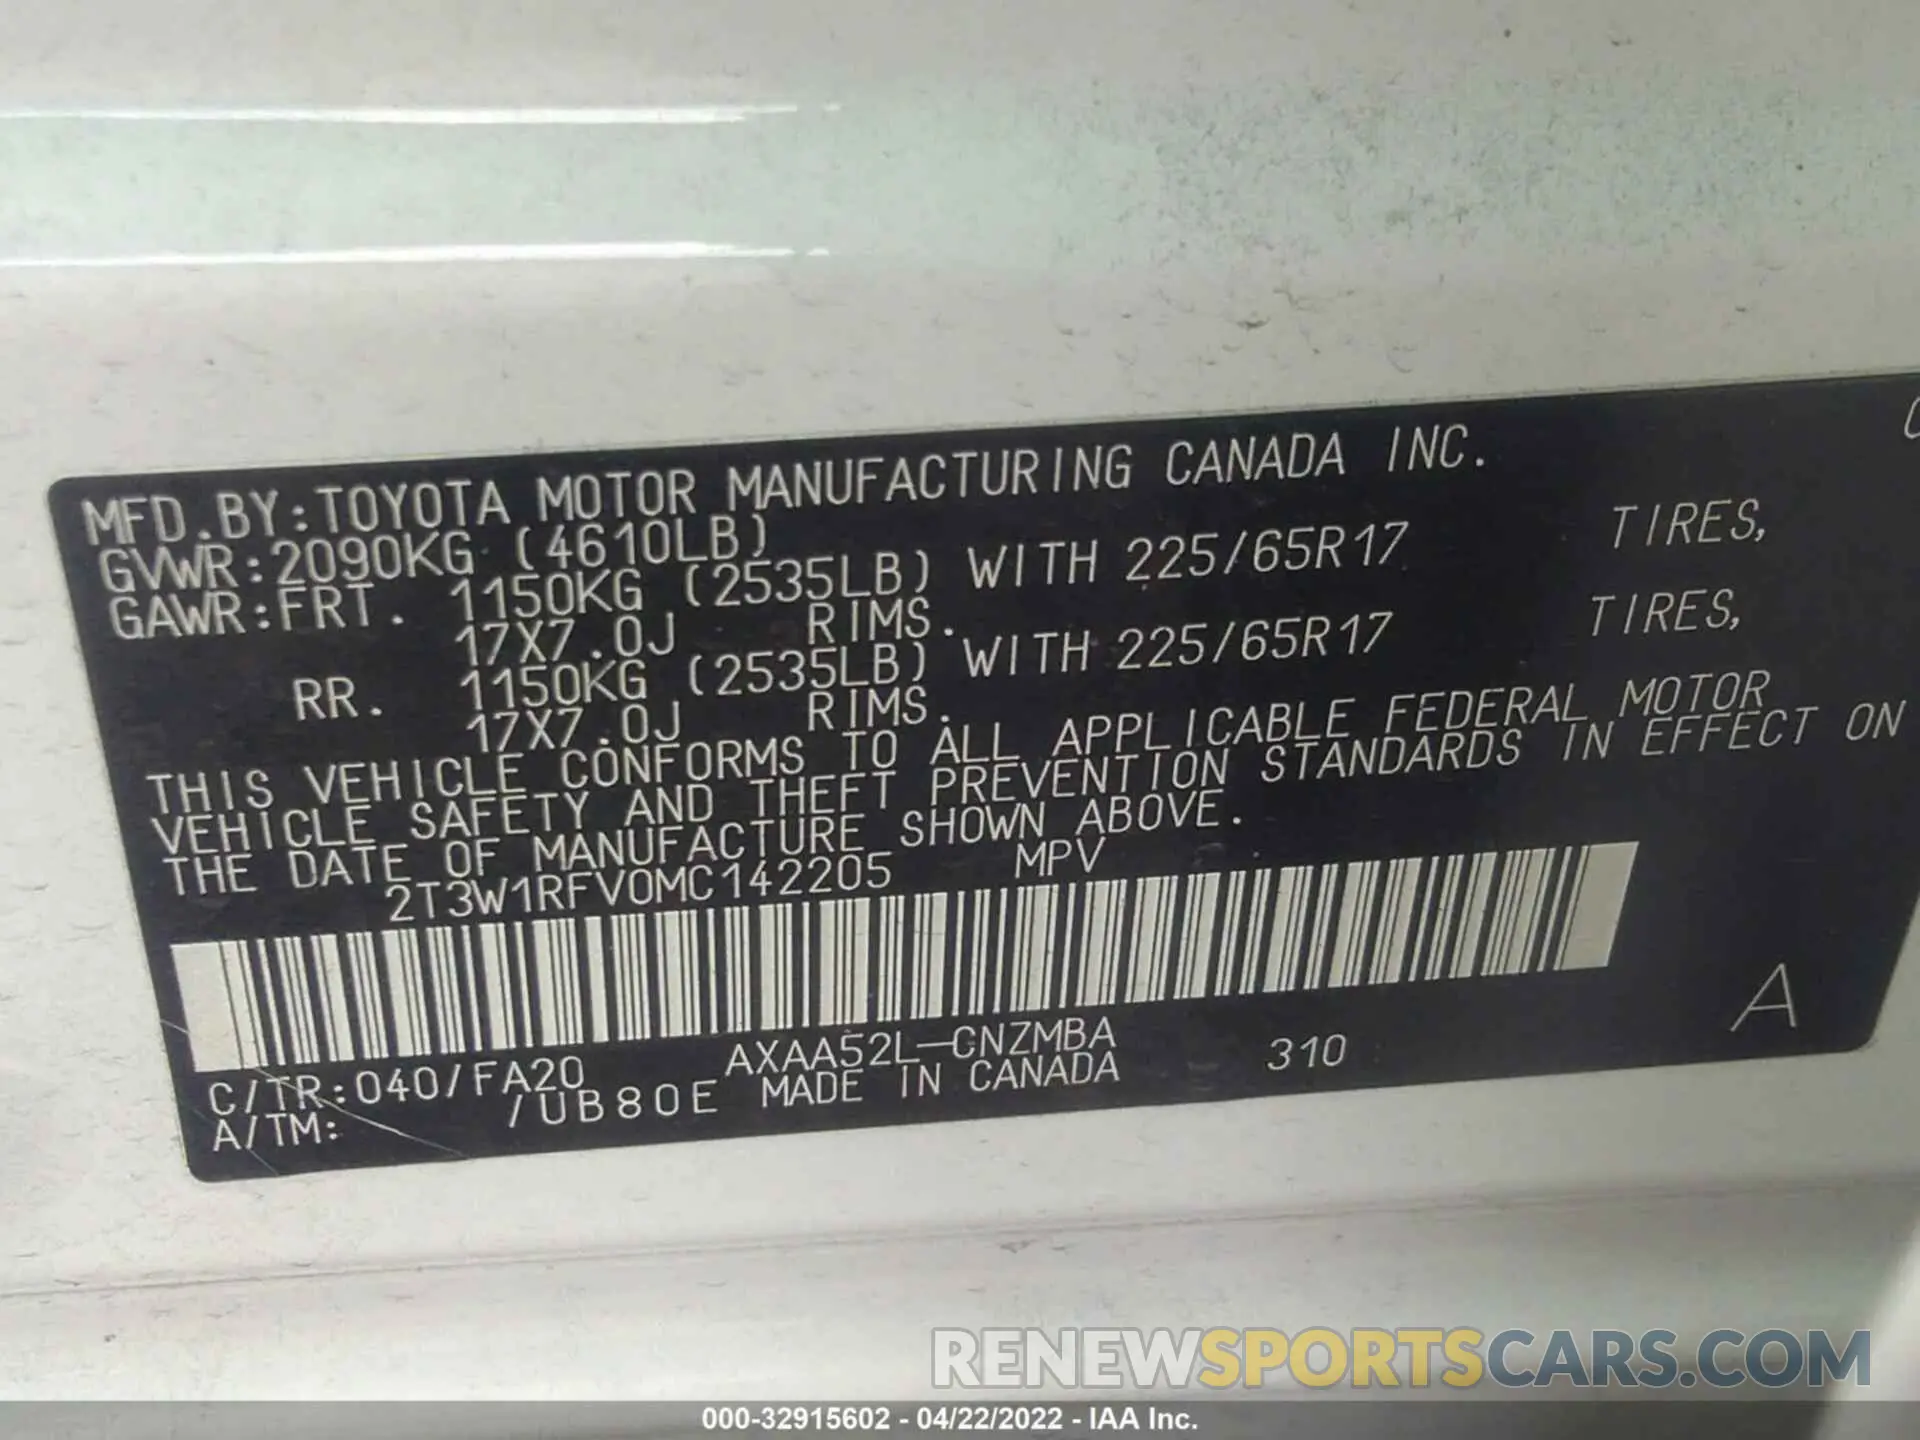 MFD.BY:TOYOTA MOTOR MANUFACTURING CANADA INC.
GVWR:2090KG (4610LB)
GAWR:FRT. 1150KG (2535LB) WITH 225/65R17 TIRES,
17X7.0J RIMS.
RR. 1150KG (2535LB) WITH 225/65R17 TIRES,
17X7.0J RIMS.
THIS VEHICLE CONFORMS TO ALL APPLICABLE FEDERAL MOTOR
VEHICLE SAFETY AND THEFT PREVENTION STANDARDS IN EFFECT ON
THE DATE OF MANUFACTURE SHOWN ABOVE.
2T3W1RFV0MC142205 MPV
A
C/TR:040/FA20 AXAA52L-CNZMBA 310
A/TM: /UB80E MADE IN CANADA
RENEWSPORTSCARS.COM
000-32915602 - 04/22/2022 - IAA Inc.